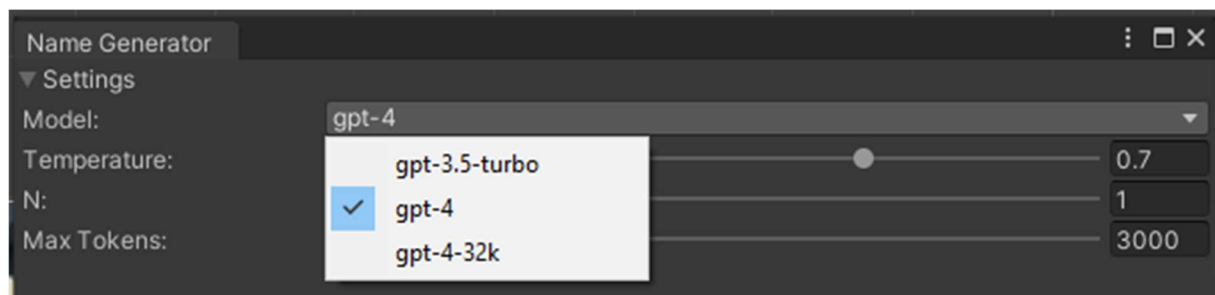 Name Generator
Settings
Model: gpt-4
Temperature: gpt-3.5-turbo 0.7
N: gpt-4 1
Max Tokens: gpt-4-32k 3000